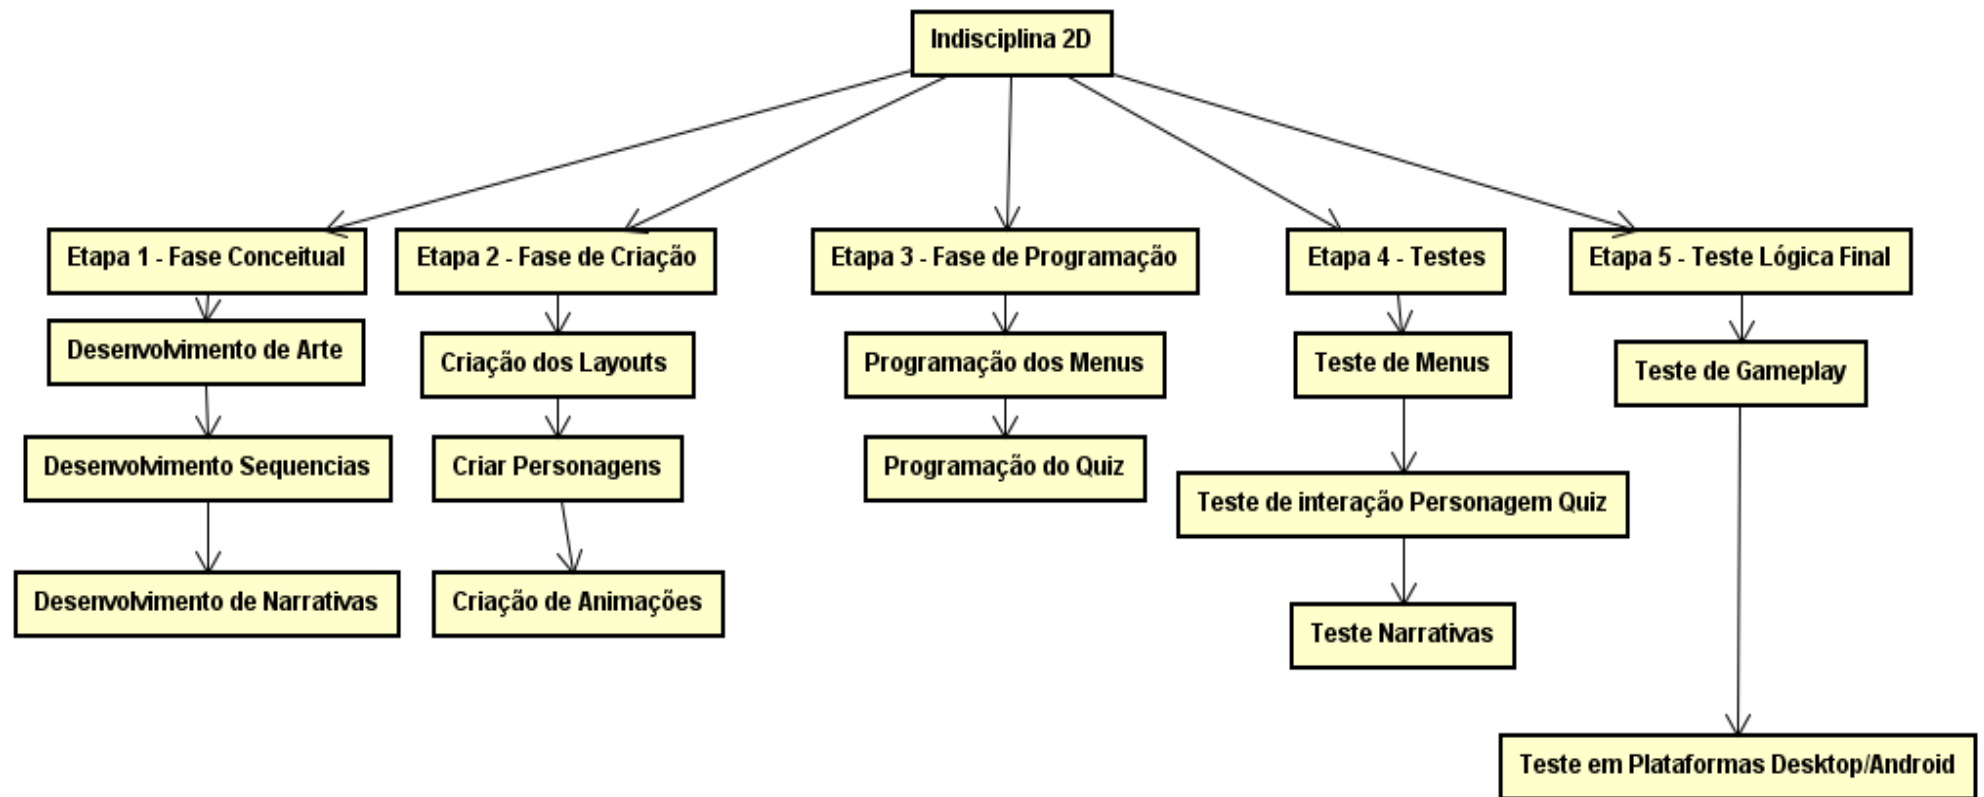 Indisciplina 2D
Etapa 1 - Fase Conceitual
Etapa 2 - Fase de Criação
Etapa 3 - Fase de Programação
Etapa 4 - Testes
Etapa 5 - Teste Lógica Final
Desenvolvimento de Arte
Criação dos Layouts
Programação dos Menus
Teste de Menus
Teste de Gameplay
Desenvolvimento Sequencias
Criar Personagens
Programação do Quiz
Teste de interação Personagem Quiz
Desenvolvimento de Narrativas
Criação de Animações
Teste Narrativas
Teste em Plataformas Desktop/Android